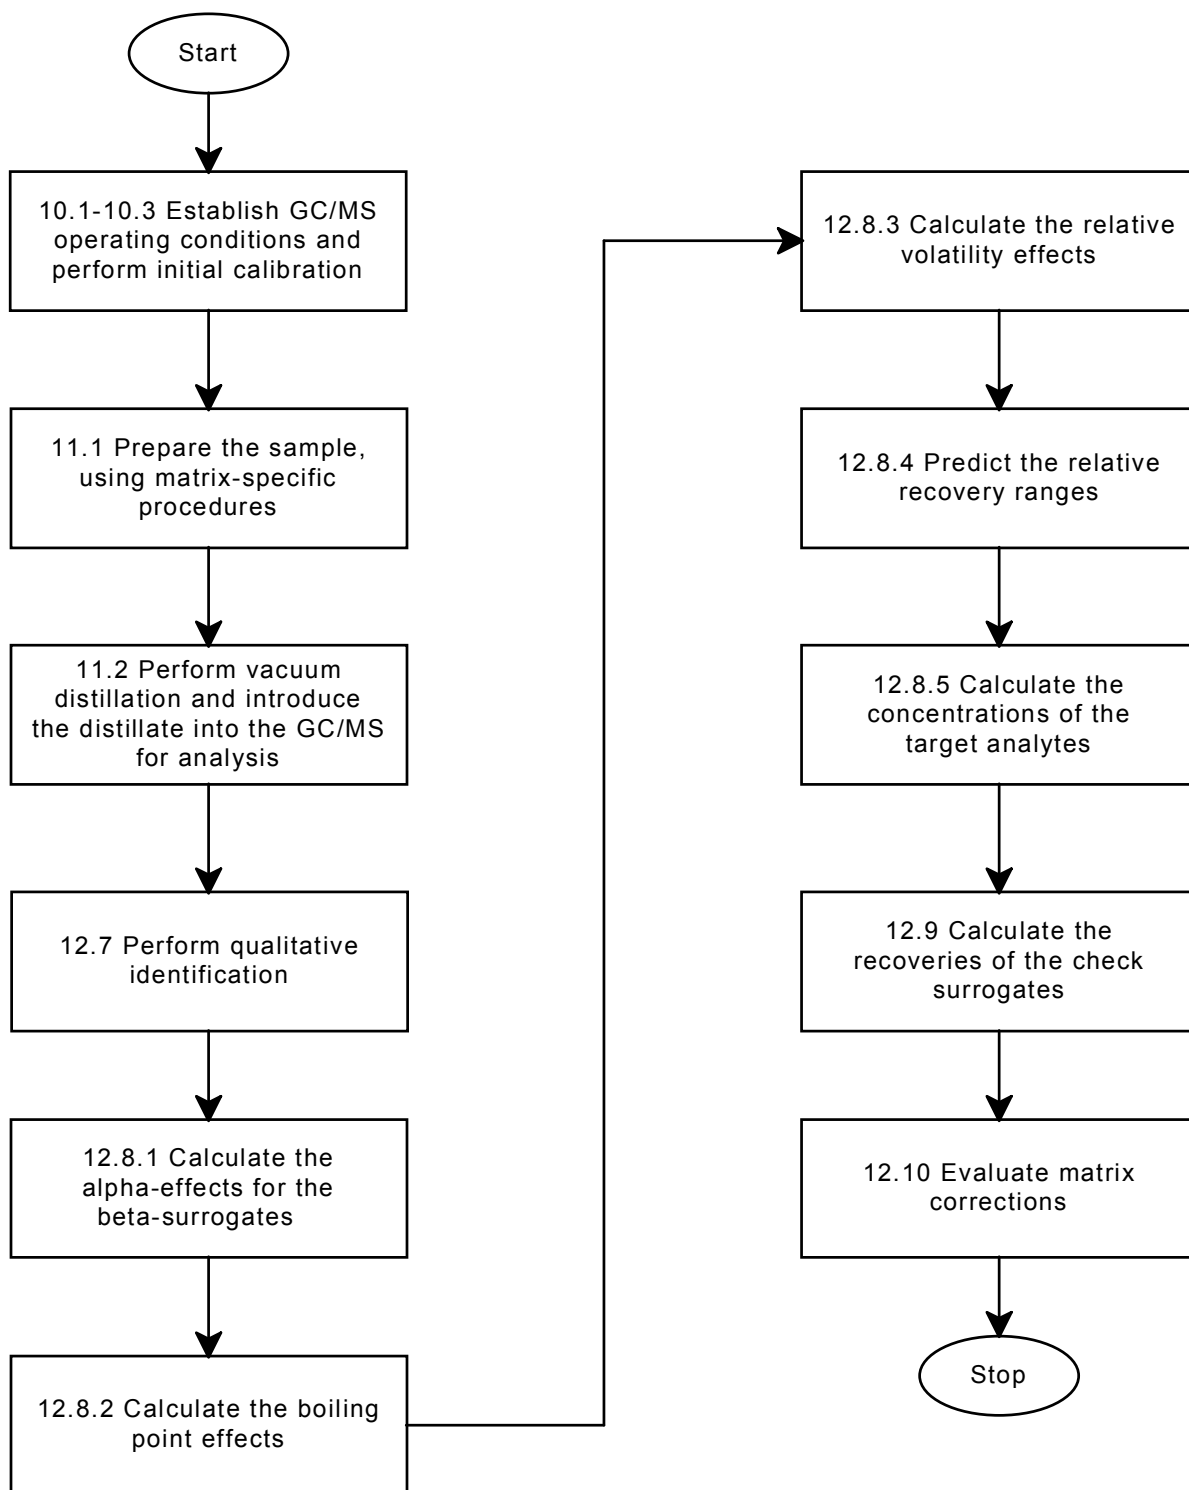 Start
10.1-10.3 Establish GC/MS
operating conditions and
perform initial calibration
11.1 Prepare the sample,
using matrix-specific
procedures
11.2 Perform vacuum
distillation and introduce
the distillate into the GC/MS
for analysis
12.7 Perform qualitative
identification
12.8.1 Calculate the
alpha-effects for the
beta-surrogates
12.8.2 Calculate the boiling
point effects
12.8.3 Calculate the relative
volatility effects
12.8.4 Predict the relative
recovery ranges
12.8.5 Calculate the
concentrations of the
target analytes
12.9 Calculate the
recoveries of the check
surrogates
12.10 Evaluate matrix
corrections
Stop